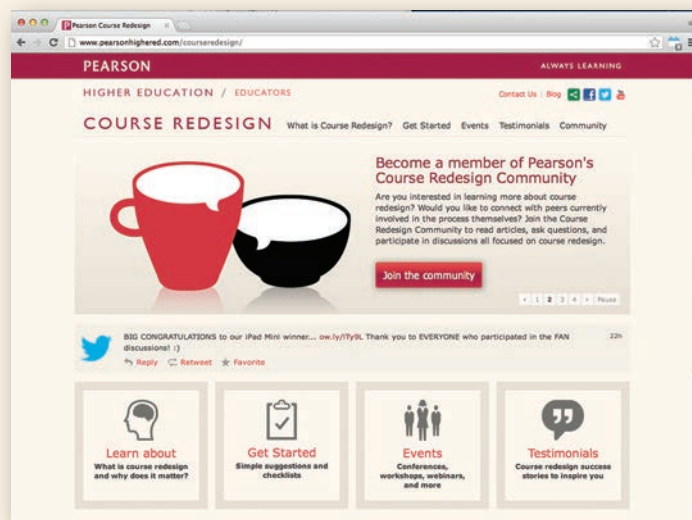 Pearson Course Redesign
www.pearsonhighered.com/courseredesign/
PEARSON
ALWAYS LEARNING
HIGHER EDUCATION / EDUCATORS
Contact Us | Blog
COURSE REDESIGN
What is Course Redesign? Get Started Events Testimonials Community
Become a member of Pearson's
Course Redesign Community
Are you interested in learning more about course
redesign? Would you like to connect with peers currently
involved in the process themselves? Join the Course
Redesign Community to read articles, ask questions, and
participate in discussions all focused on course redesign.
Join the community
1 2 3 4 Pause
BIG CONGRATULATIONS to our iPad Mini winner... ow.ly/iTy9L Thank you to EVERYONE who participated in the FAN
discussions! :)
22h
Reply Retweet Favorite
Learn about
What is course redesign
and why does it matter?
Get Started
Simple suggestions and
checklists
Events
Conferences,
workshops, webinars,
and more
Testimonials
Course redesign success
stories to inspire you